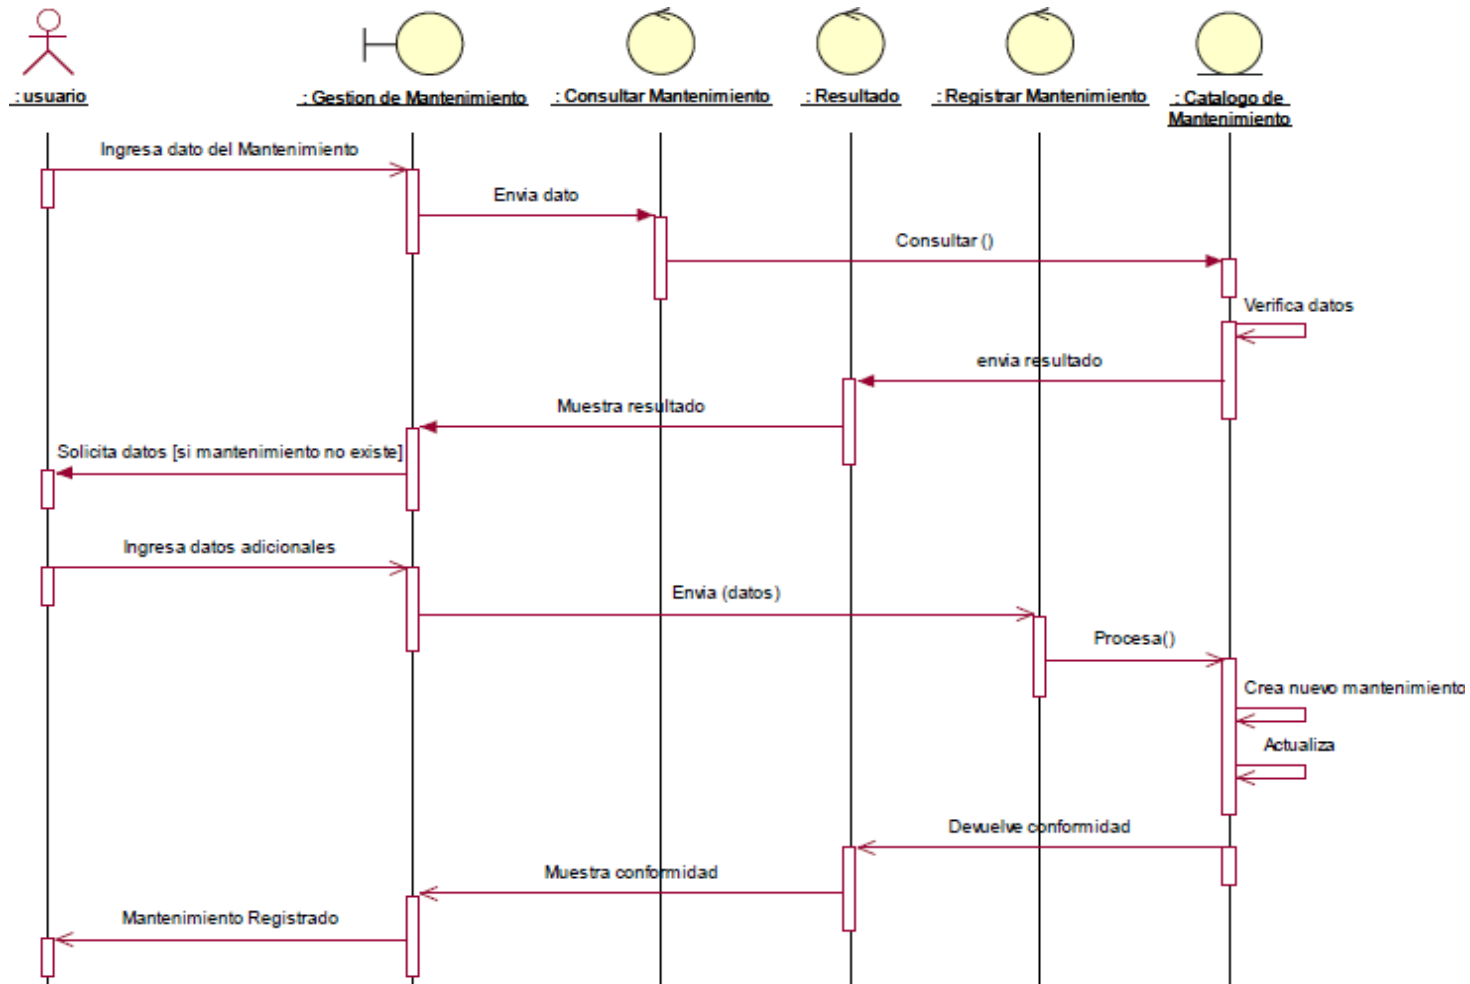 : usuario
: Gestion de Mantenimiento
: Consultar Mantenimiento
: Resultado
: Registrar Mantenimiento
: Catalogo de
Mantenimiento
Ingresa dato del Mantenimiento
Envia dato
Consultar ()
Verifica datos
envia resultado
Muestra resultado
Solicita datos [si mantenimiento no existe]
Ingresa datos adicionales
Envia (datos)
Procesa()
Crea nuevo mantenimiento
Actualiza
Devuelve conformidad
Muestra conformidad
Mantenimiento Registrado